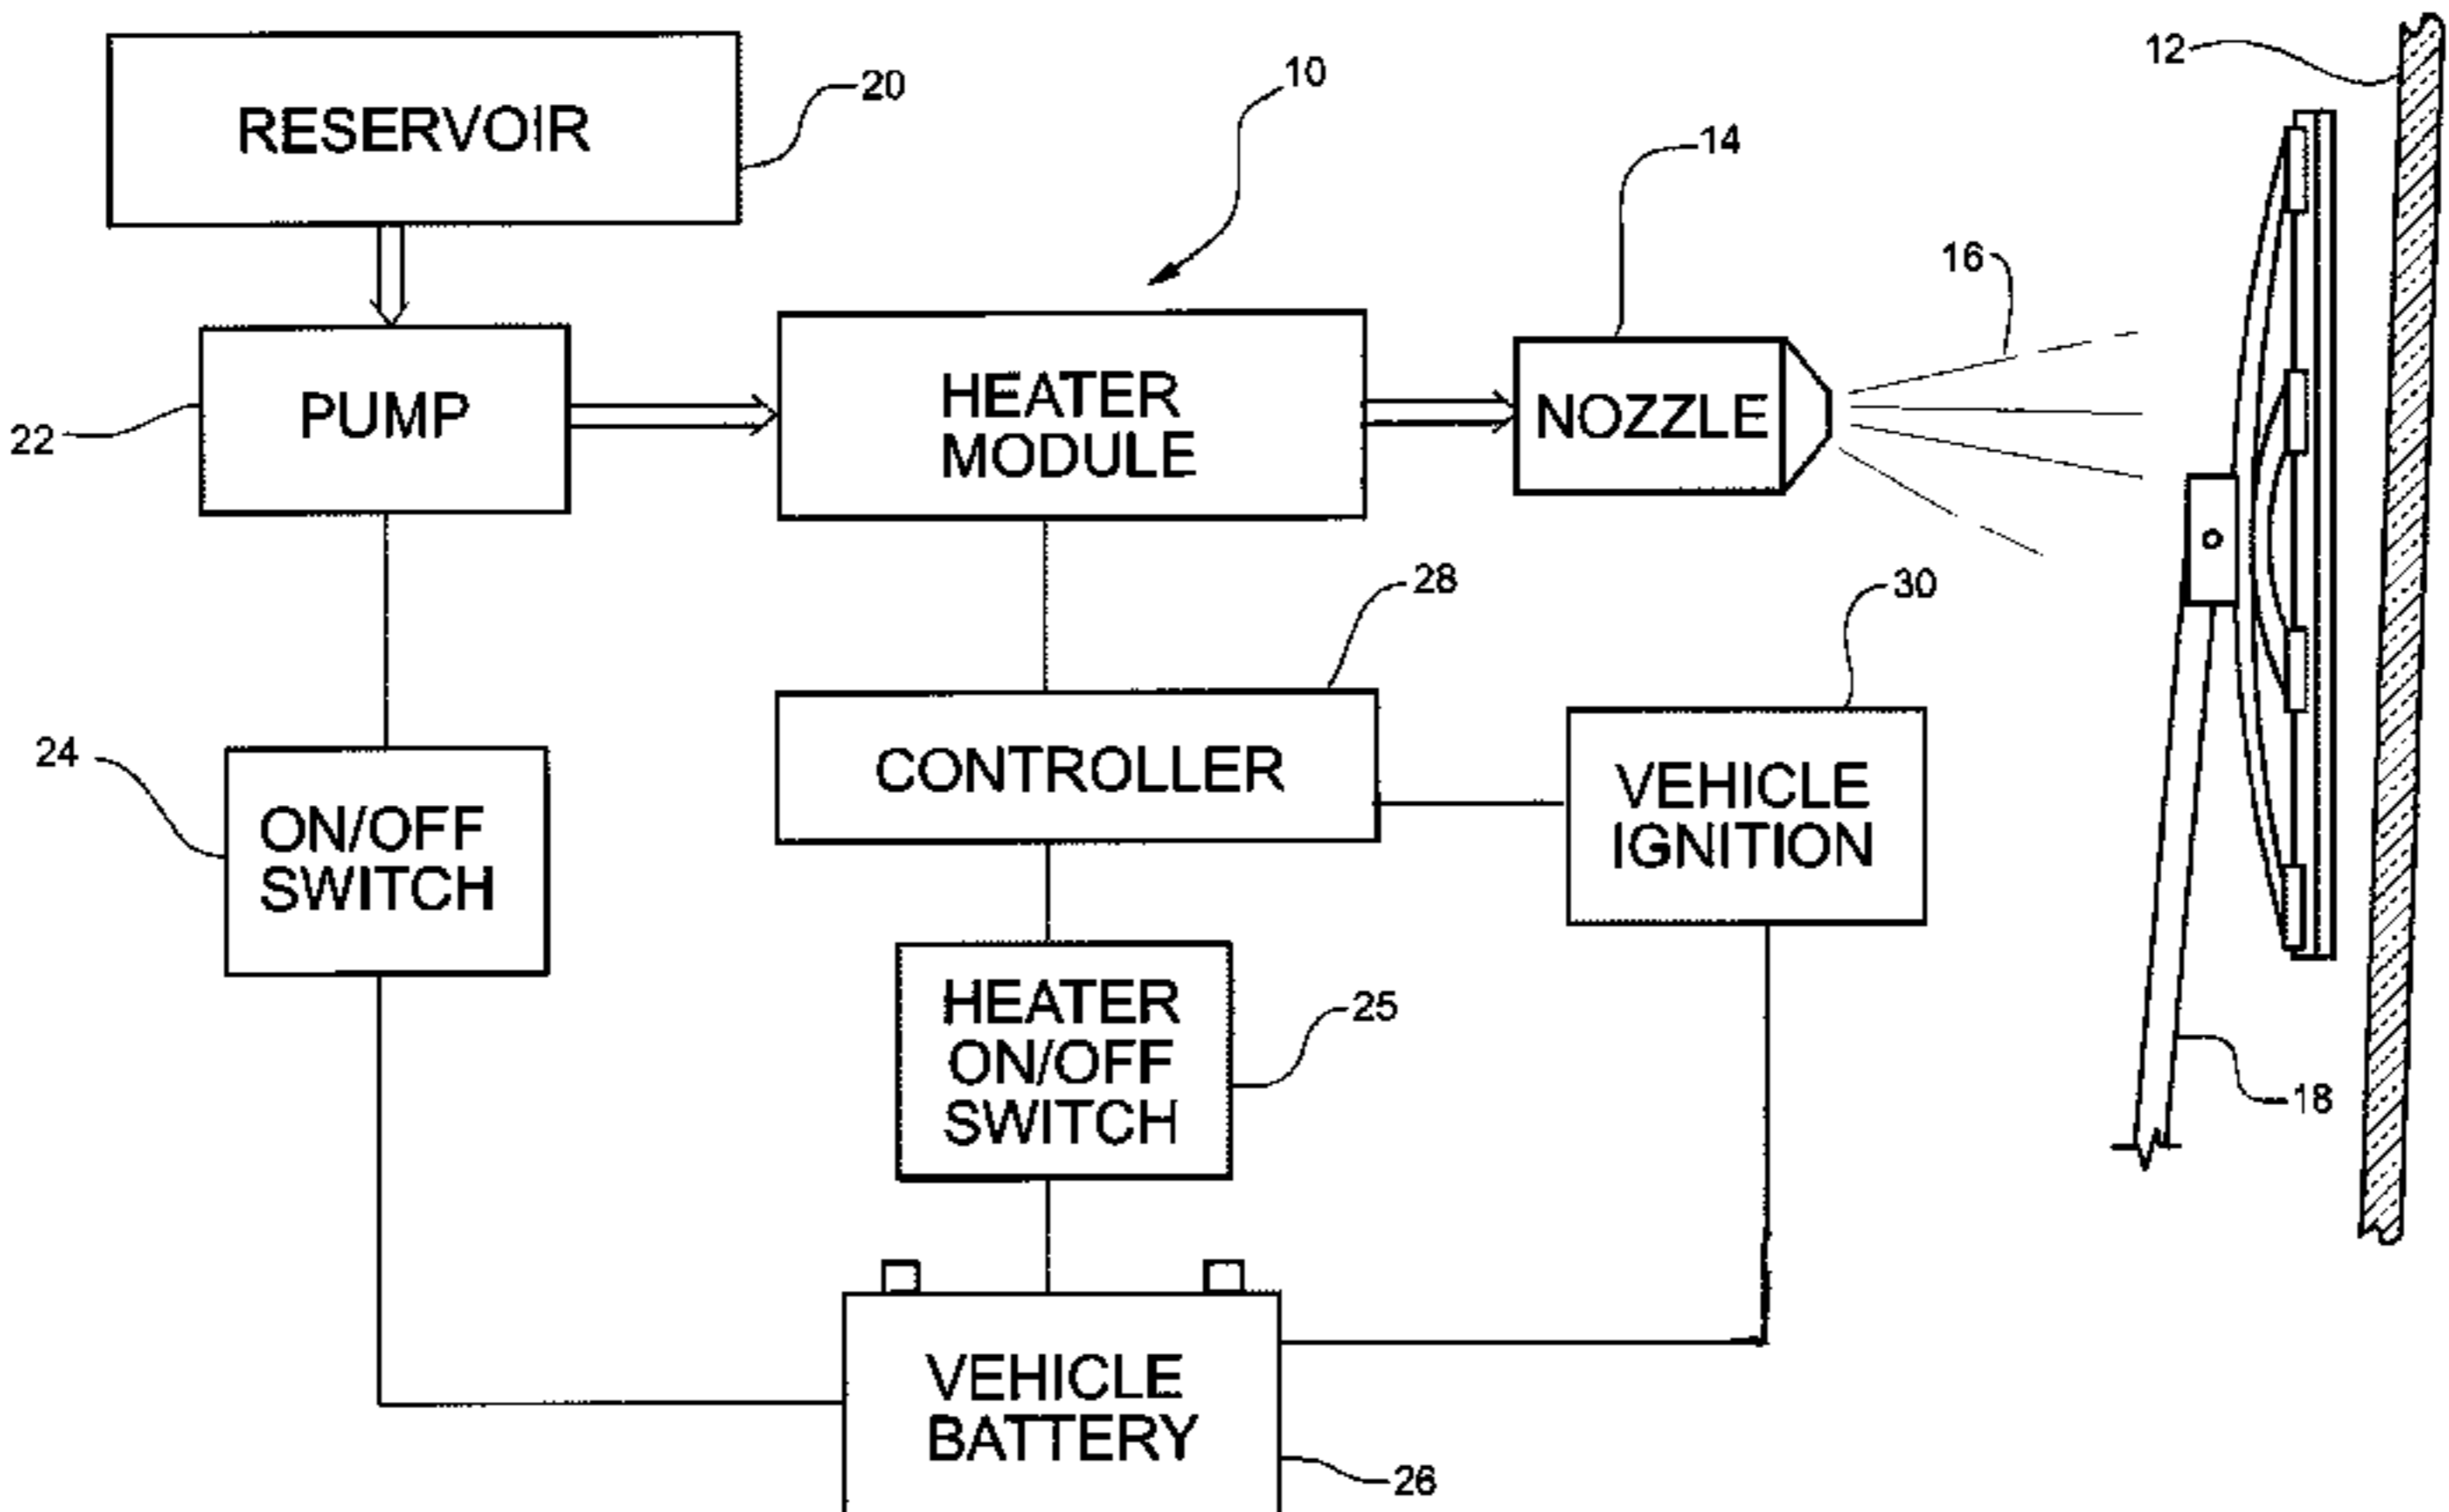 RESERVOIR
20
10
12
14
16
PUMP
22
HEATER
MODULE
NOZZLE
28
30
24
ON/OFF
SWITCH
CONTROLLER
VEHICLE
IGNITION
HEATER
ON/OFF
SWITCH
25
18
VEHICLE
BATTERY
26